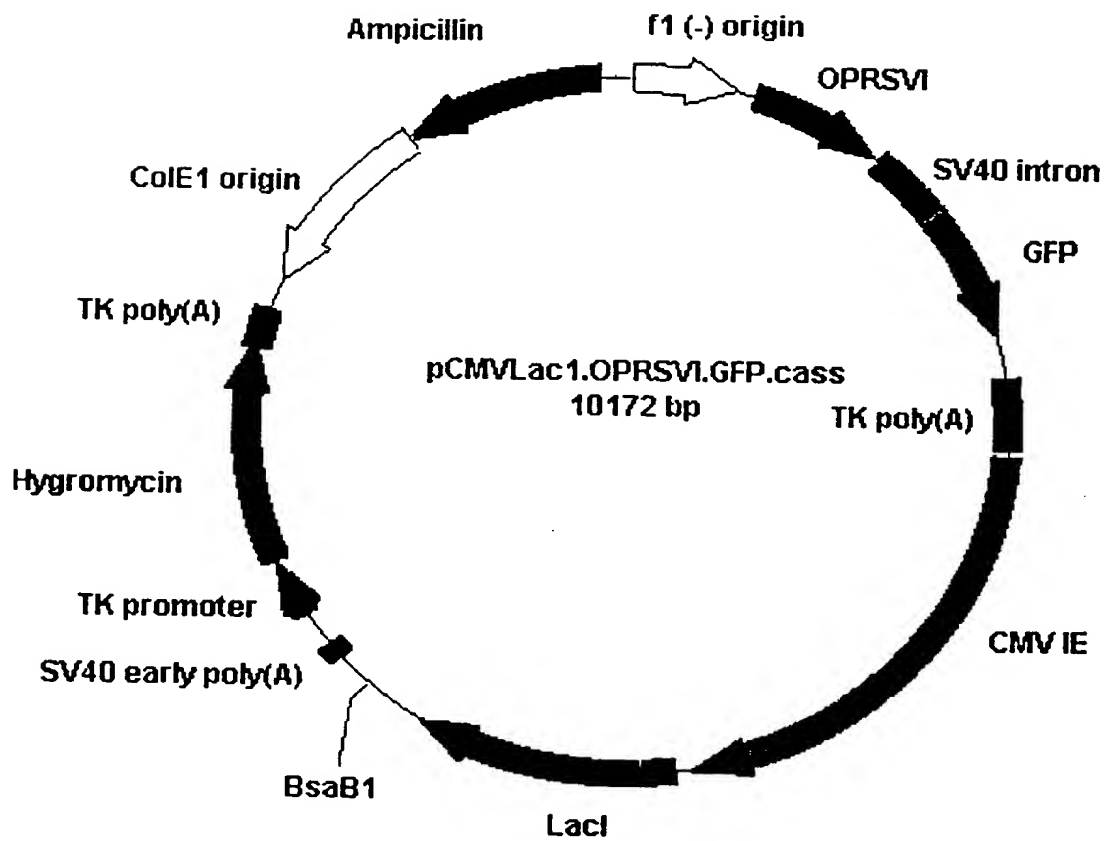 Ampicillin
f1 (-) origin
OPRSVI
SV40 intron
GFP
ColE1 origin
TK poly(A)
pCMVLac1.OPRSVI.GFP.cass
10172 bp
TK poly(A)
Hygromycin
TK promoter
SV40 early poly(A)
CMV IE
BsaB1
LacI